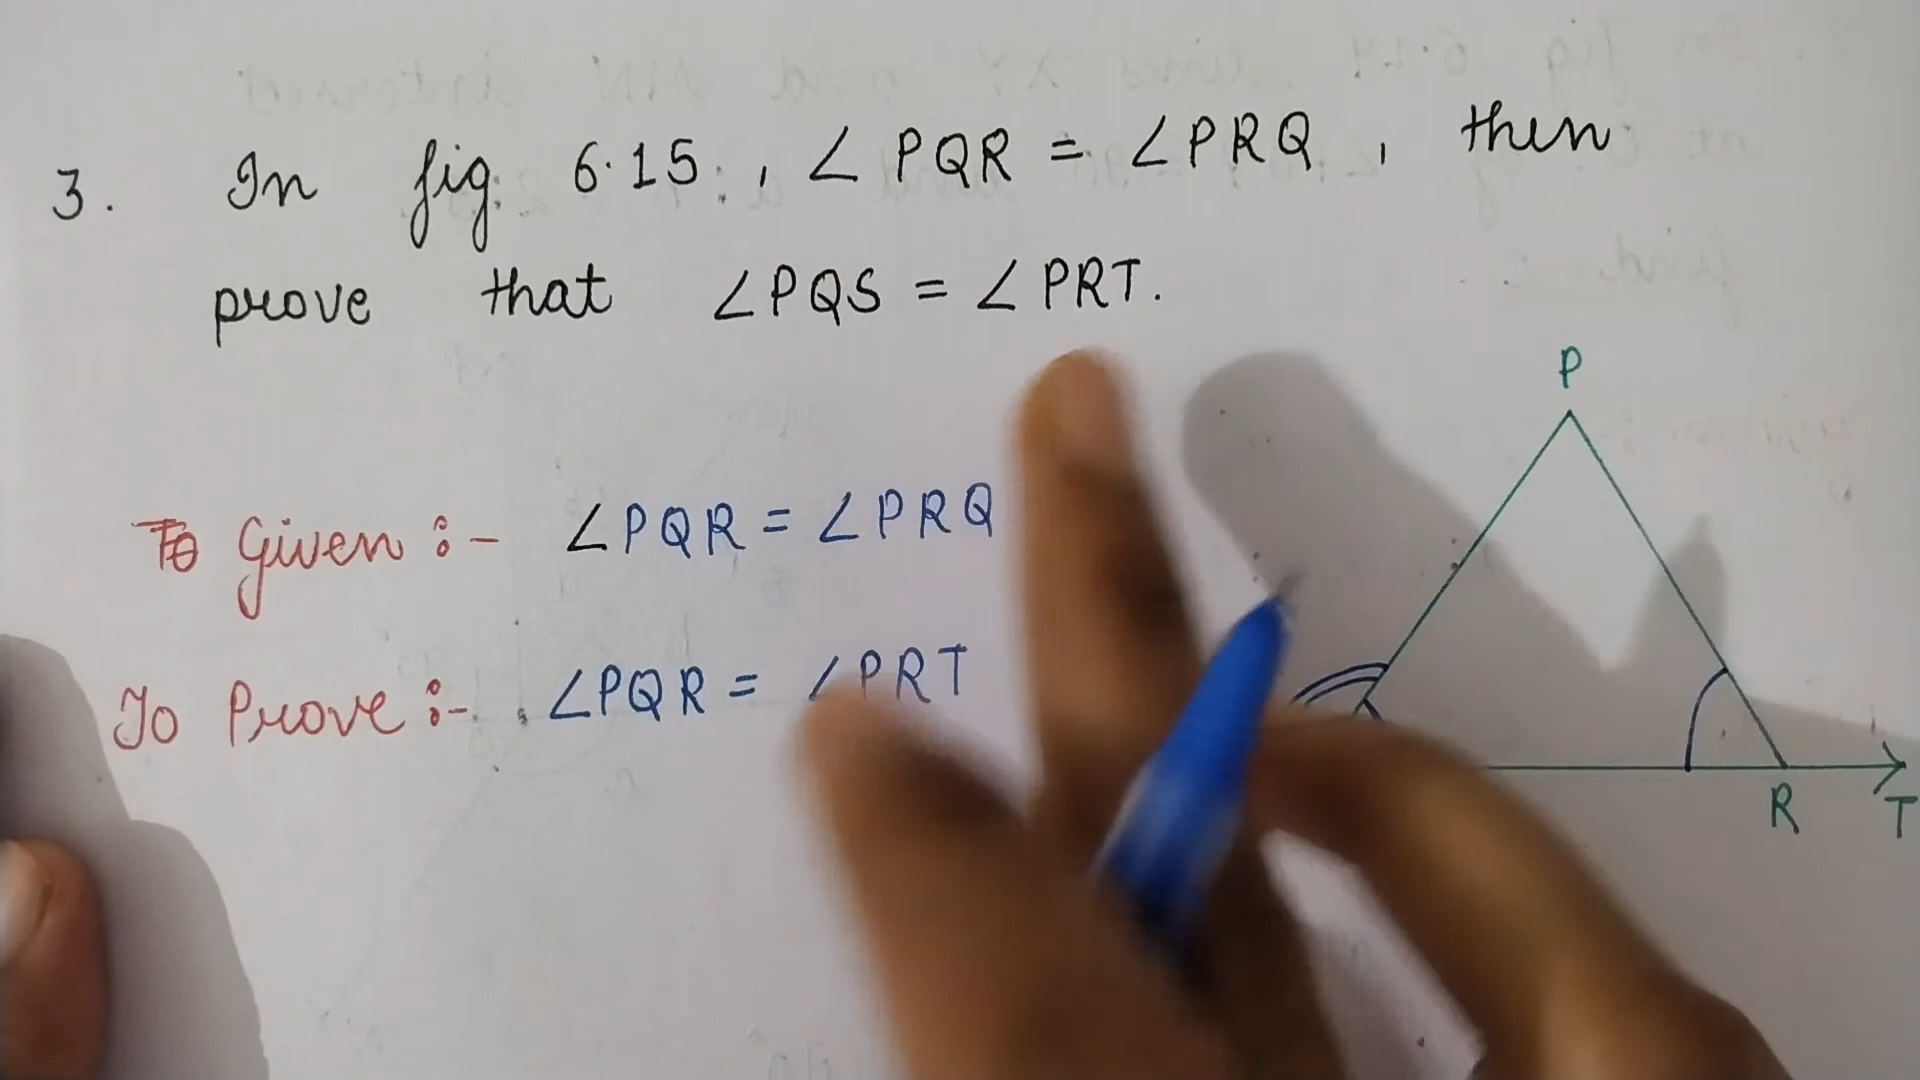 3. In fig. 6.15, ∠PQR = ∠PRQ, then
prove that ∠PQS = ∠PRT.
P
Given :- ∠PQR = ∠PRQ
To Prove :- ∠PQR = ∠PRT
R
T